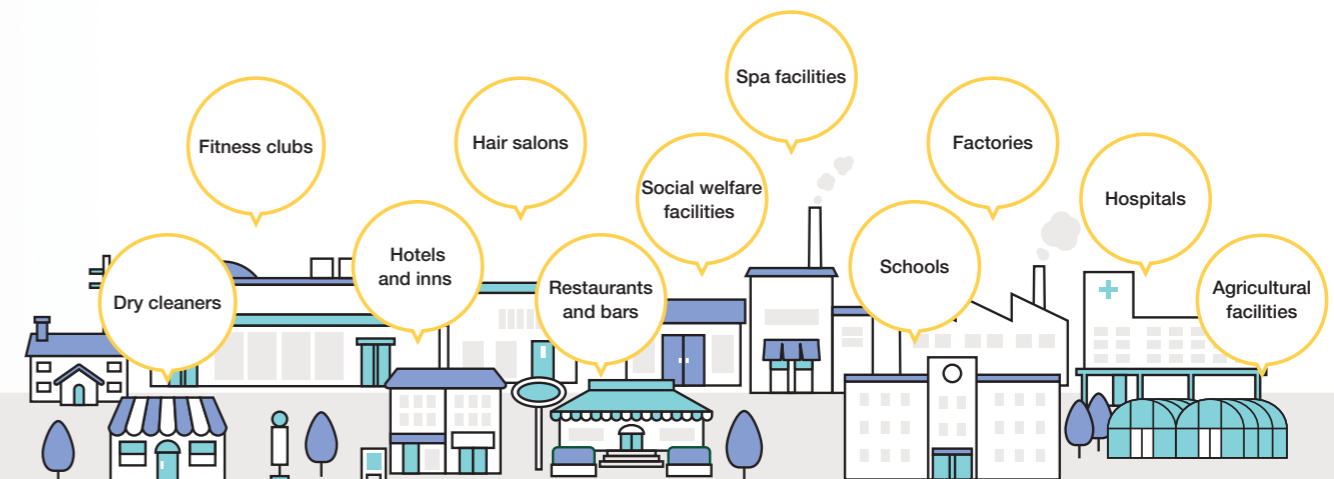 Spa facilities
Fitness clubs
Hair salons
Factories
Social welfare
facilities
Hospitals
Hotels
and inns
Schools
Dry cleaners
Restaurants
and bars
Agricultural
facilities